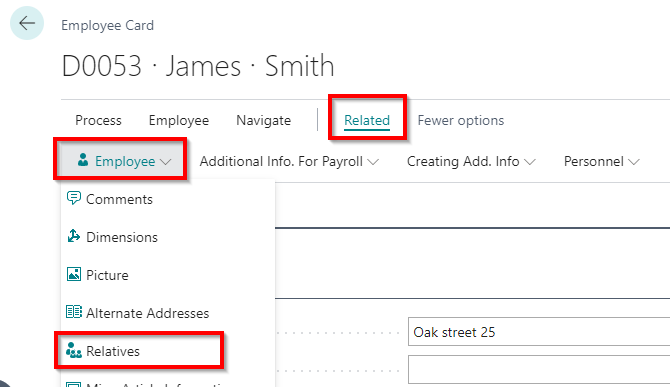 Employee Card
D0053 · James · Smith
Process Employee Navigate Related Fewer options
Employee Additional Info. For Payroll Creating Add. Info Personnel
Comments
Dimensions
Picture
Alternate Addresses
Oak street 25
Relatives